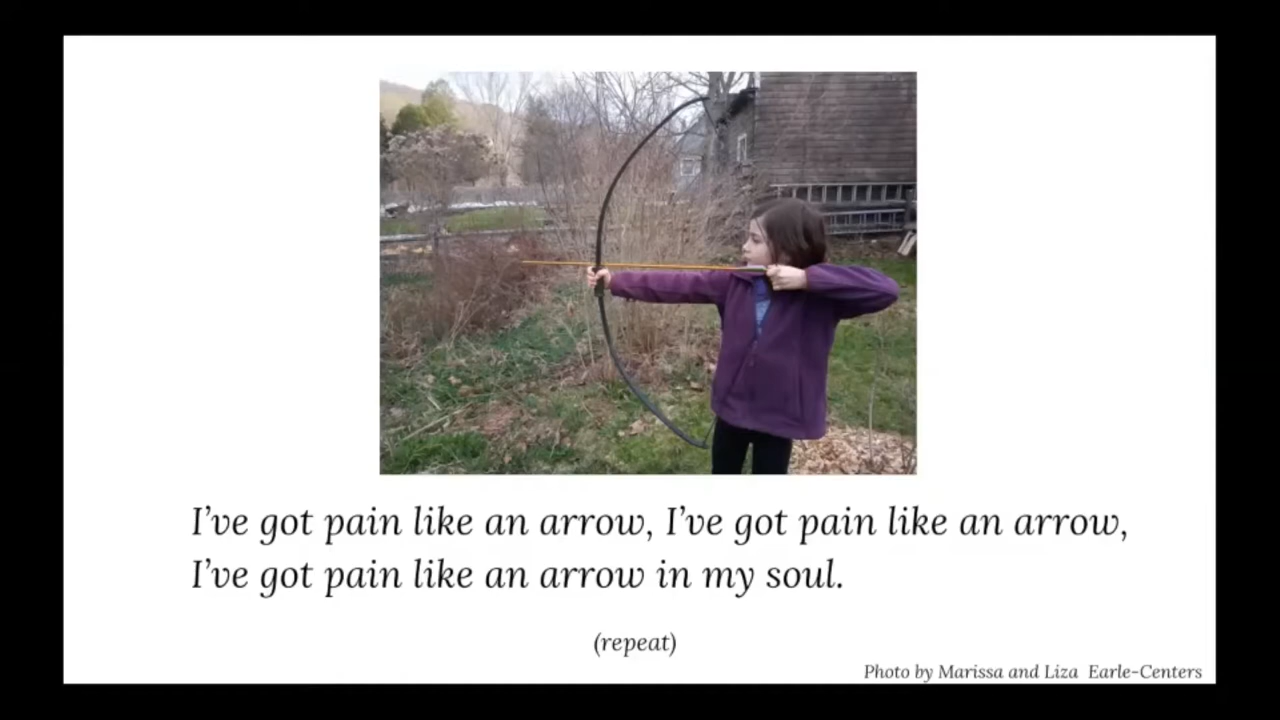 I’ve got pain like an arrow, I’ve got pain like an arrow,
I’ve got pain like an arrow in my soul.
(repeat)
Photo by Marissa and Liza Earle-Centers